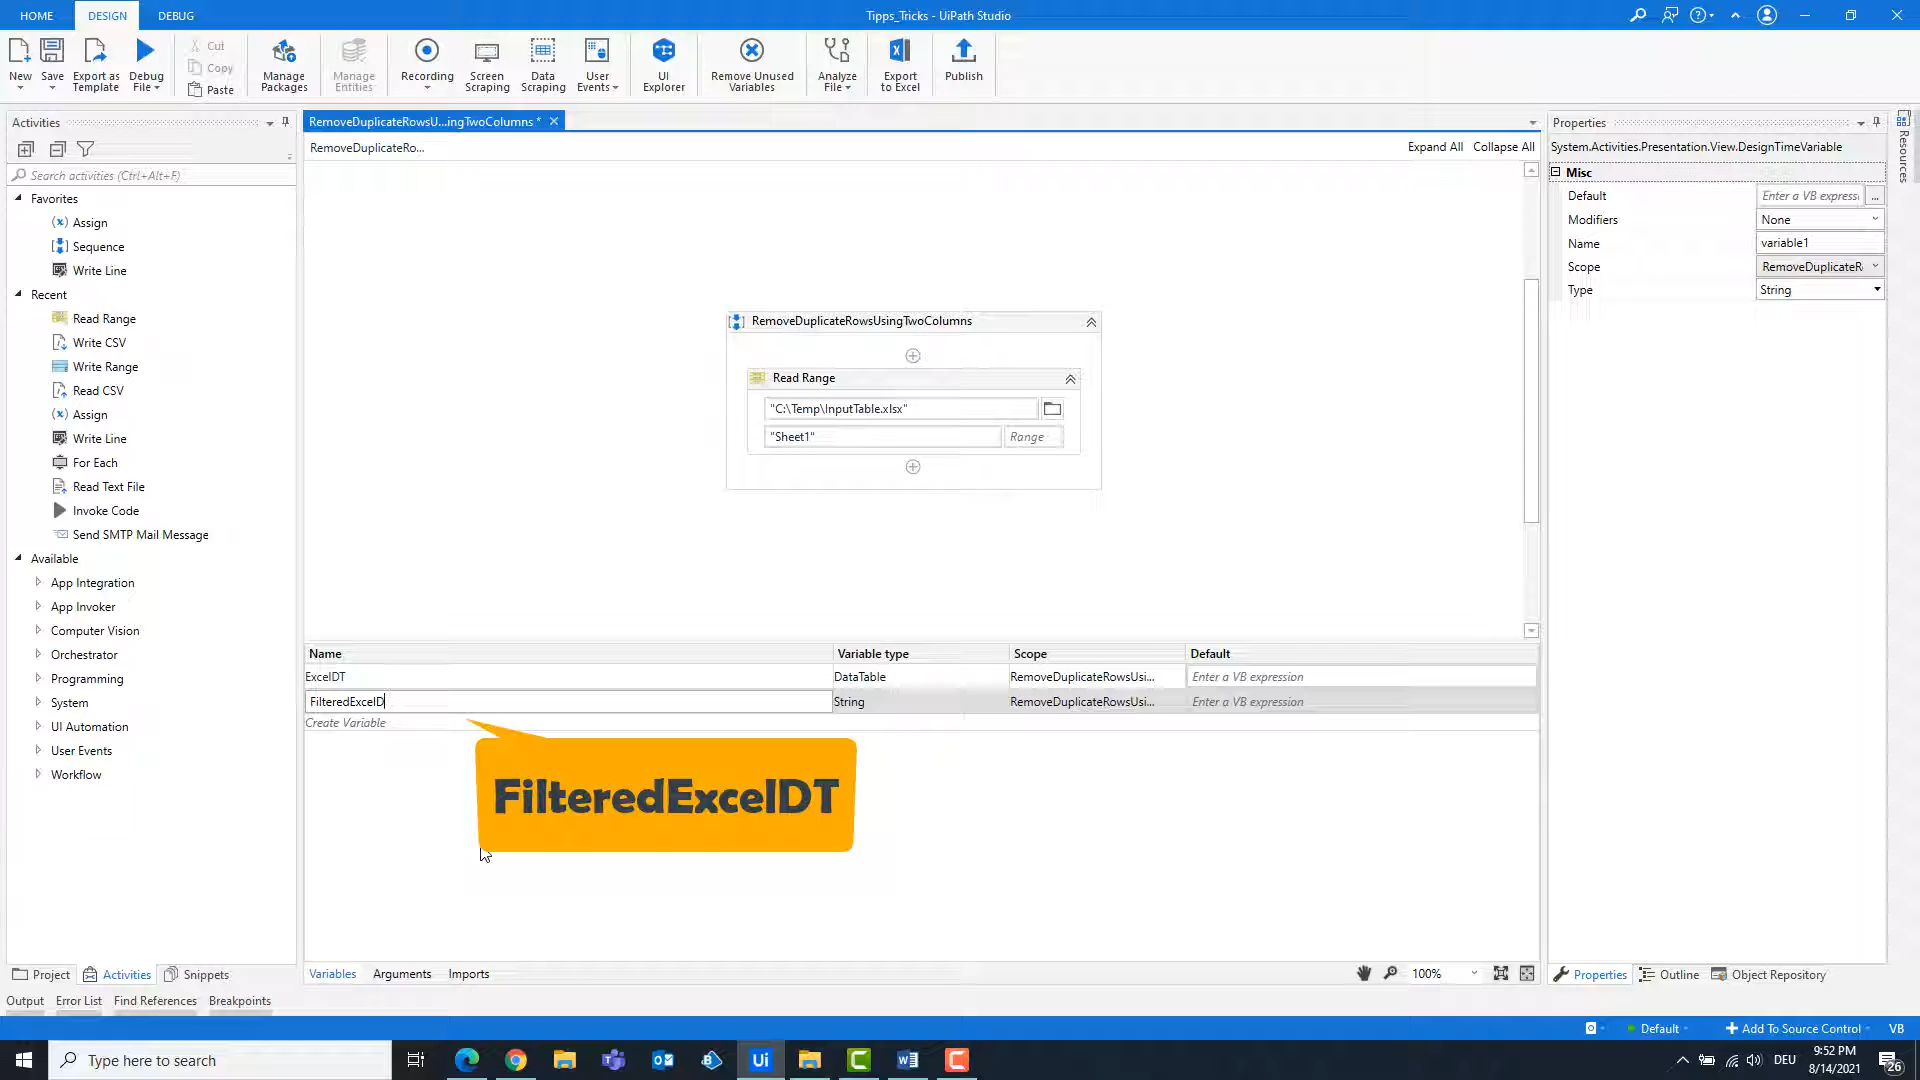 HOME DESIGN DEBUG Tipps_Tricks - UiPath Studio
New Save Export as Template Debug File Cut Copy Paste Manage Packages Manage Entities Recording Screen Scraping Data Scraping User Events UI Explorer Remove Unused Variables Analyze File Export to Excel Publish
Activities
Search activities (Ctrl+Alt+F)
Favorites
Assign
Sequence
Write Line
Recent
Read Range
Write CSV
Write Range
Read CSV
Assign
Write Line
For Each
Read Text File
Invoke Code
Send SMTP Mail Message
Available
App Integration
App Invoker
Computer Vision
Orchestrator
Programming
System
UI Automation
User Events
Workflow
Project Activities Snippets
RemoveDuplicateRowsU...ingTwoColumns *
RemoveDuplicateRo...
Expand All Collapse All
RemoveDuplicateRowsUsingTwoColumns
Read Range
"C:\Temp\InputTable.xlsx"
"Sheet1" Range
Name Variable type Scope Default
ExcelDT DataTable RemoveDuplicateRowsUsi... Enter a VB expression
FilteredExcelD String RemoveDuplicateRowsUsi... Enter a VB expression
Create Variable
FilteredExcelDT
Variables Arguments Imports 100%
Properties
System.Activities.Presentation.View.DesignTimeVariable
Misc
Default Enter a VB expressi
Modifiers None
Name variable1
Scope RemoveDuplicateR
Type String
Resources
Properties Outline Object Repository
Output Error List Find References Breakpoints
Default Add To Source Control VB
Type here to search
Ui
DEU
9:52 PM
8/14/2021
26